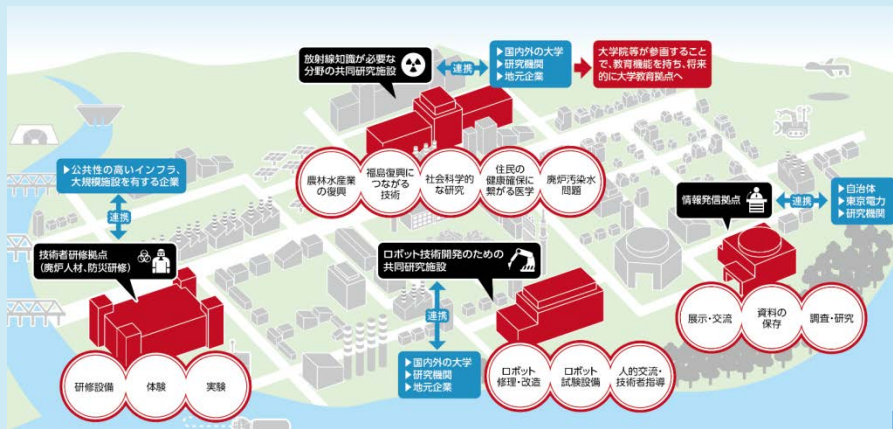 放射線知識が必要な
分野の共同研究施設
連携
▶国内外の大学
▶研究機関
▶地元企業
大学院等が参画すること
で、教育機能を持ち、将来
的に大学教育拠点へ
農林水産業
の復興
福島復興に
つながる
技術
社会科学的
な研究
住民の
健康確保に
繋がる医学
廃炉汚染水
問題
▶公共性の高いインフラ、
大規模施設を有する企業
連携
技術者研修拠点
(廃炉人材、防災研修)
研修設備
体験
実験
ロボット技術開発のための
共同研究施設
連携
▶国内外の大学
▶研究機関
▶地元企業
ロボット
修理・改造
ロボット
試験設備
人的交流・
技術者指導
情報発信拠点
連携
▶自治体
▶東京電力
▶研究機関
展示・交流
資料の
保存
調査・研究